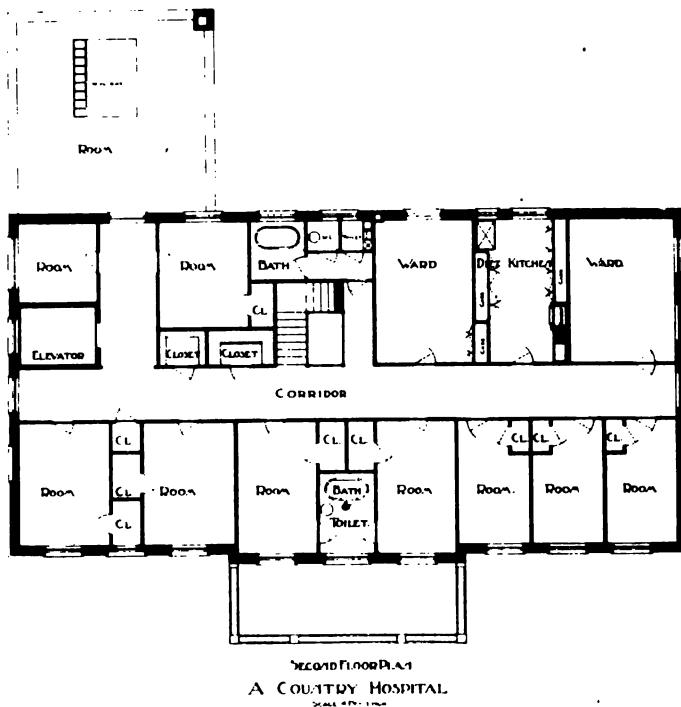 ROOM
ROOM
ROOM
BATH
WARD
DIET KITCHEN
WARD
CL
ELEVATOR
CLOSET
CLOSET
CORRIDOR
CL
CL
CL
CL
CL
CL
ROOM
CL
ROOM
ROOM
BATH
ROOM
ROOM
ROOM
ROOM
CL
TOILET
SECOND FLOOR PLAN
A COUNTRY HOSPITAL